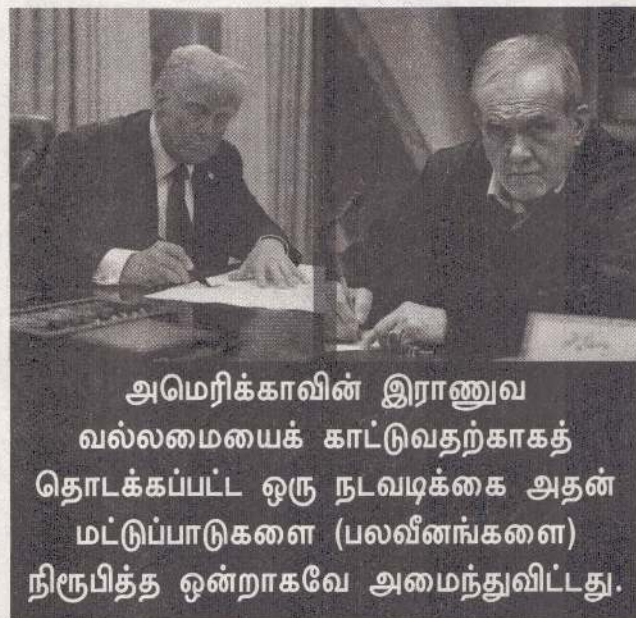 அமெரிக்காவின் இராணுவ
வல்லமையைக் காட்டுவதற்காகத்
தொடக்கப்பட்ட ஒரு நடவடிக்கை அதன்
மட்டுப்பாடுகளை (பலவீனங்களை)
நிரூபித்த ஒன்றாகவே அமைந்துவிட்டது.